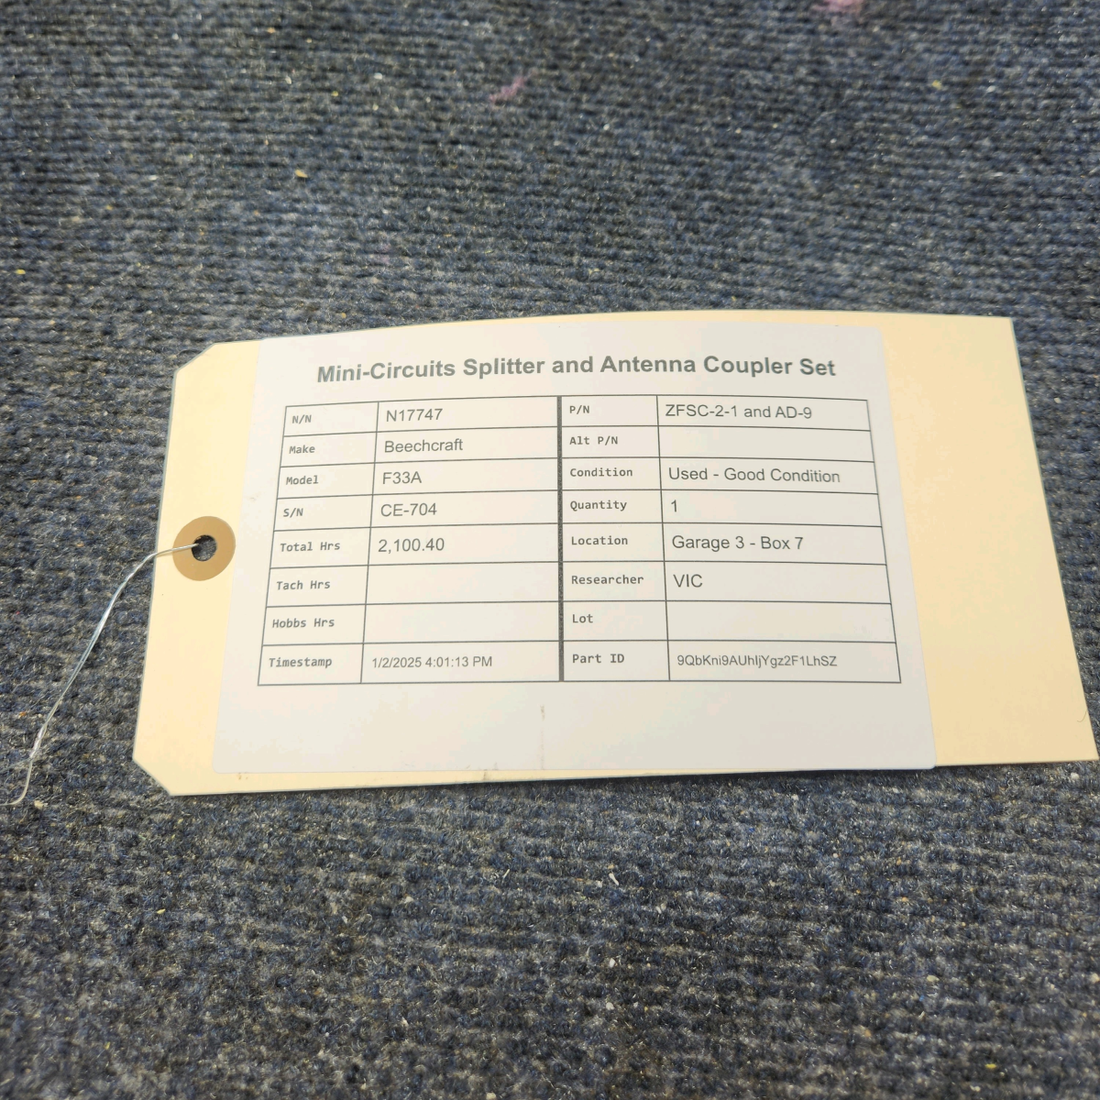 Mini-Circuits Splitter and Antenna Coupler Set
N/N N17747 P/N ZFSC-2-1 and AD-9
Make Beechcraft Alt P/N
Model F33A Condition Used - Good Condition
S/N CE-704 Quantity 1
Total Hrs 2,100.40 Location Garage 3 - Box 7
Tach Hrs Researcher VIC
Hobbs Hrs Lot
Timestamp 1/2/2025 4:01:13 PM Part ID 9QbKni9AUhIjYgz2F1LhSZ